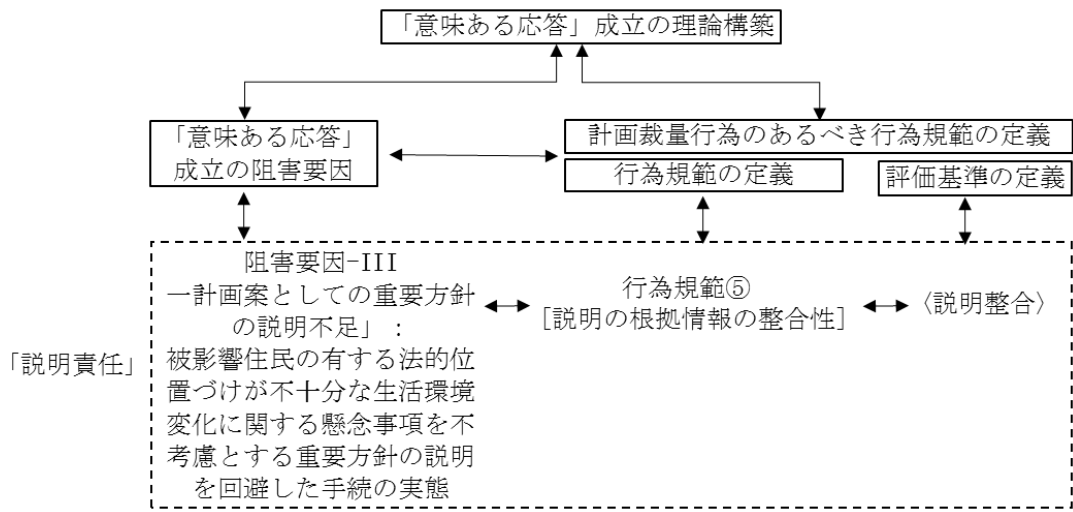 「意味ある応答」成立の理論構築
「意味ある応答」
成立の阻害要因
計画裁量行為のあるべき行為規範の定義
行為規範の定義
評価基準の定義
「説明責任」
阻害要因-III
一計画案としての重要方針
の説明不足」：
被影響住民の有する法的位
置づけが不十分な生活環境
変化に関する懸念事項を不
考慮とする重要方針の説明
を回避した手続の実態
行為規範⑤
[説明の根拠情報の整合性]
〈説明整合〉